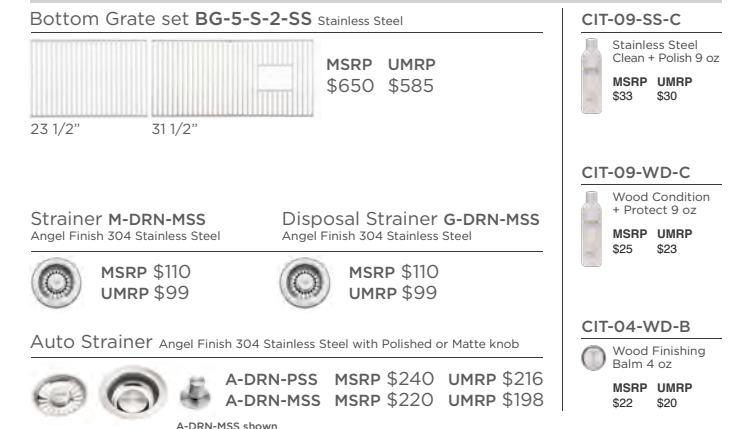 Bottom Grate set BG-5-S-2-SS Stainless Steel
MSRP UMRP
$650 $585
23 1/2” 31 1/2”
Strainer M-DRN-MSS
Angel Finish 304 Stainless Steel
MSRP $110
UMRP $99
Disposal Strainer G-DRN-MSS
Angel Finish 304 Stainless Steel
MSRP $110
UMRP $99
Auto Strainer Angel Finish 304 Stainless Steel with Polished or Matte knob
A-DRN-PSS MSRP $240 UMRP $216
A-DRN-MSS MSRP $220 UMRP $198
A-DRN-MSS shown
CIT-09-SS-C
Stainless Steel
Clean + Polish 9 oz
MSRP UMRP
$33 $30
CIT-09-WD-C
Wood Condition
+ Protect 9 oz
MSRP UMRP
$25 $23
CIT-04-WD-B
Wood Finishing
Balm 4 oz
MSRP UMRP
$22 $20